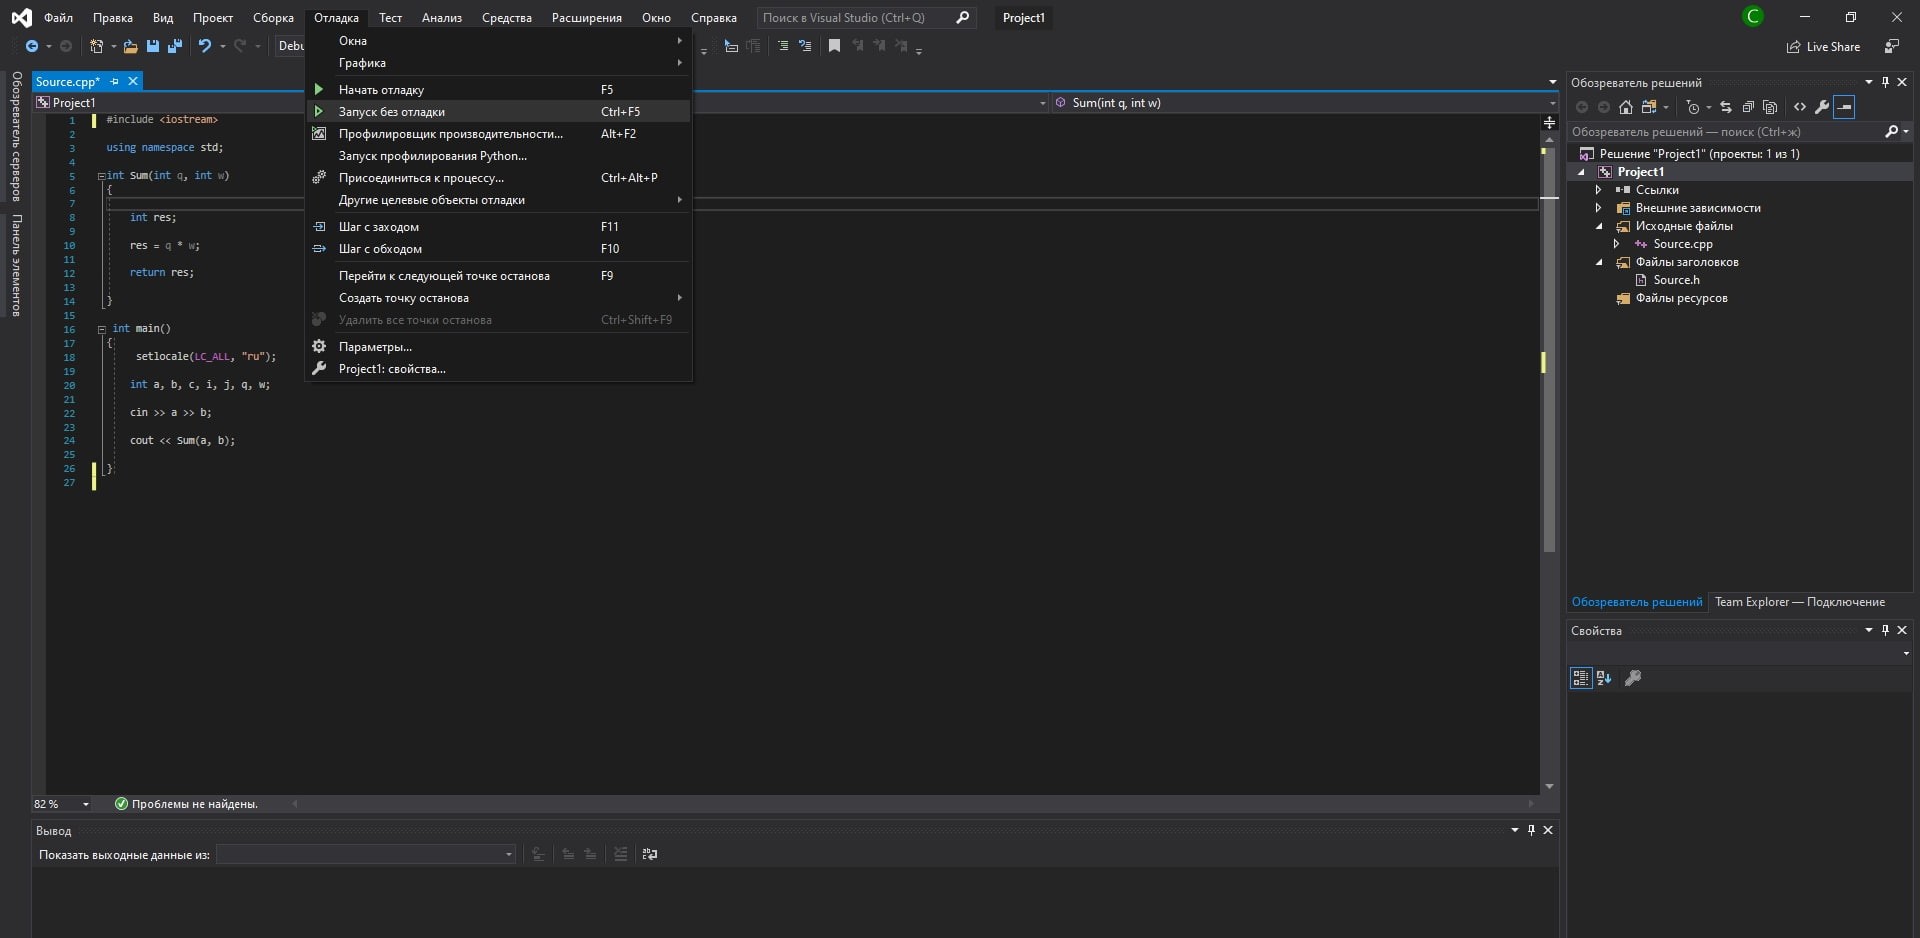 Файл Правка Вид Проект Сборка Отладка Тест Анализ Средства Расширения Окно Справка Поиск в Visual Studio (Ctrl+Q) Project1 C
Debu
Live Share
Обозреватель серверов
Панель элементов
Source.cpp*
Project1
Sum(int q, int w)
Окна
Графика
Начать отладку F5
Запуск без отладки Ctrl+F5
Профилировщик производительности... Alt+F2
Запуск профилирования Python...
Присоединиться к процессу... Ctrl+Alt+P
Другие целевые объекты отладки
Шаг с заходом F11
Шаг с обходом F10
Перейти к следующей точке останова F9
Создать точку останова
Удалить все точки останова Ctrl+Shift+F9
Параметры...
Project1: свойства...
1 #include <iostream>
2
3 using namespace std;
4
5 int Sum(int q, int w)
6 {
7
8 int res;
9
10 res = q * w;
11
12 return res;
13
14 }
15
16 int main()
17 {
18 setlocale(LC_ALL, "ru");
19
20 int a, b, c, i, j, q, w;
21
22 cin >> a >> b;
23
24 cout << Sum(a, b);
25
26 }
27
82 % Проблемы не найдены.
Вывод
Показать выходные данные из:
Обозреватель решений
Обозреватель решений — поиск (Ctrl+ж)
Решение "Project1" (проекты: 1 из 1)
Project1
Ссылки
Внешние зависимости
Исходные файлы
Source.cpp
Файлы заголовков
Source.h
Файлы ресурсов
Обозреватель решений Team Explorer — Подключение
Свойства